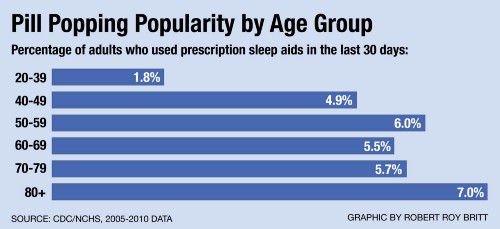 Pill Popping Popularity by Age Group
Percentage of adults who used prescription sleep aids in the last 30 days:
20-39 1.8%
40-49 4.9%
50-59 6.0%
60-69 5.5%
70-79 5.7%
80+ 7.0%
SOURCE: CDC/NCHS, 2005-2010 DATA GRAPHIC BY ROBERT ROY BRITT